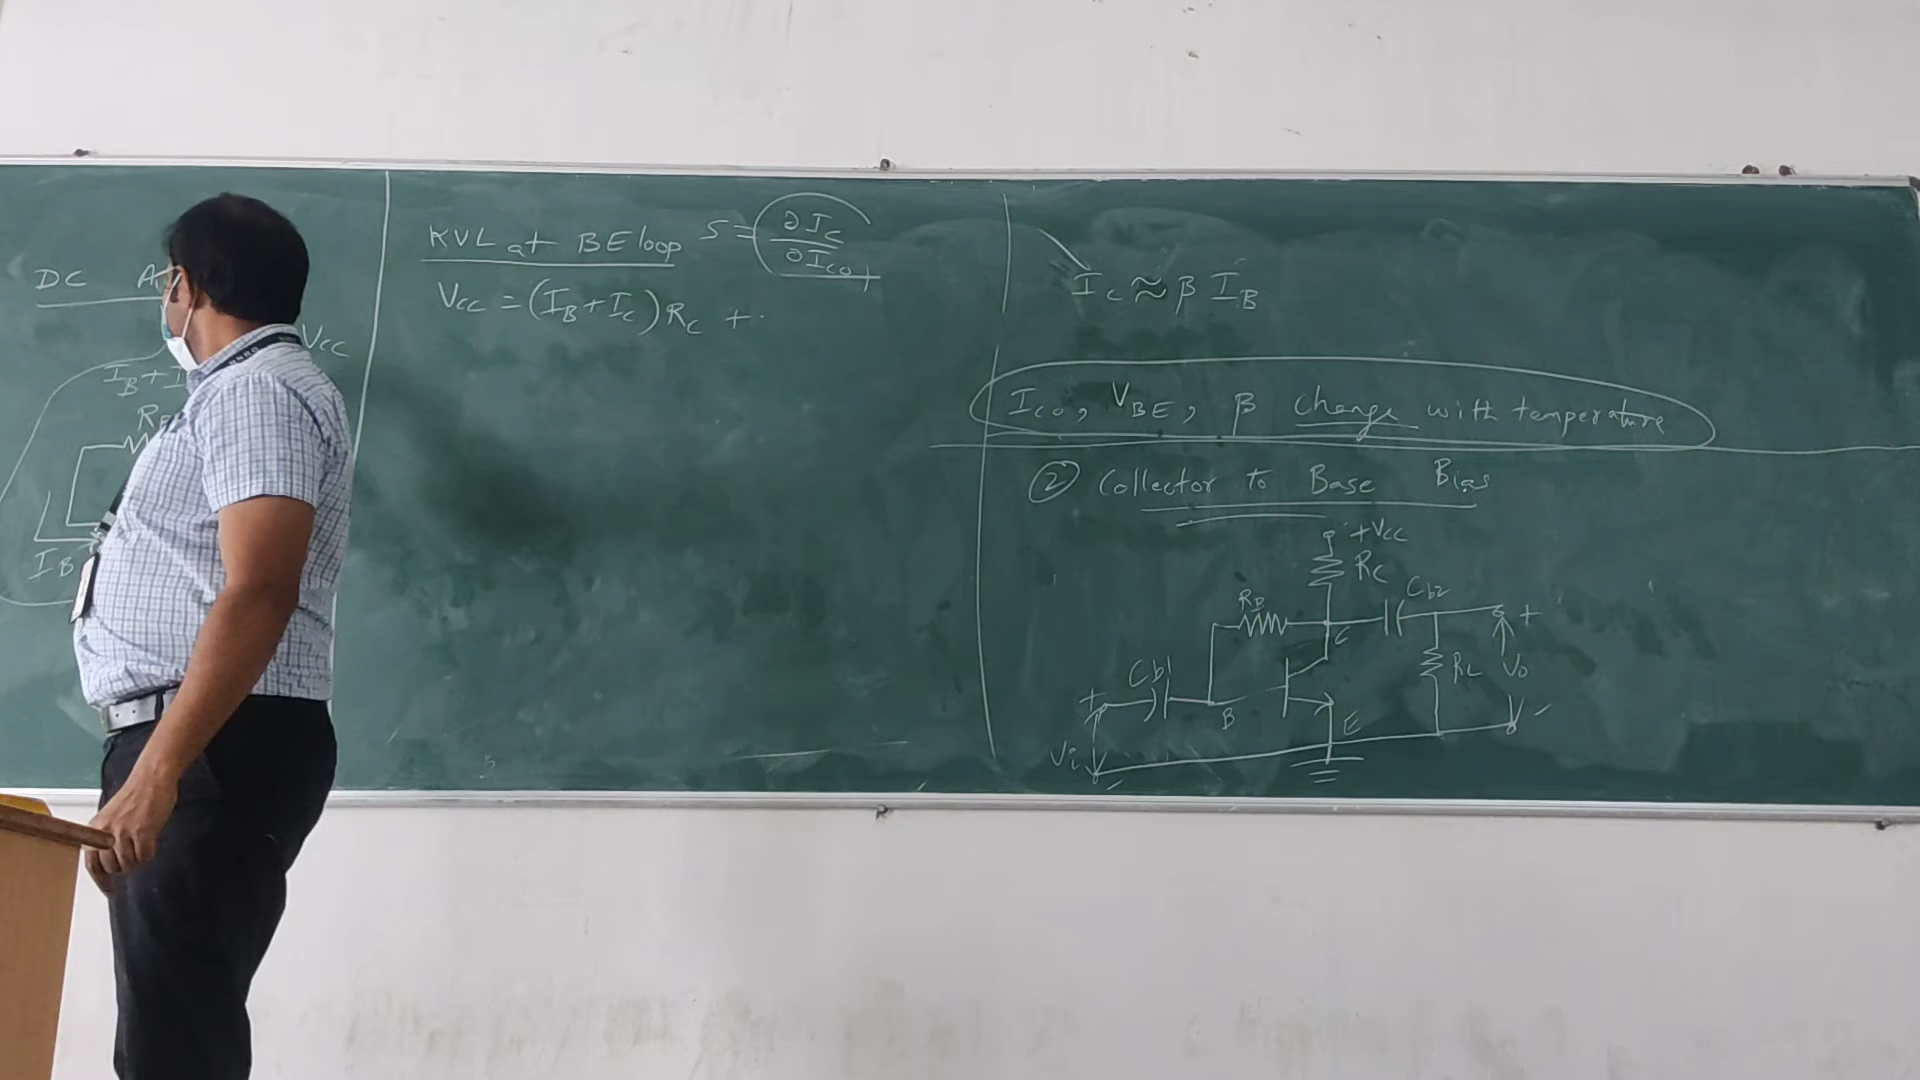 DC
VCC
IB + I
RB
IB
KVL at BE loop S = ∂IC / ∂ICO
VCC = (IB + IC) RC +
IC ≈ β IB
ICO, VBE, β change with temperature
② Collector to Base Bias
+VCC
RC
Cb2
RB
+
C
Cb1
RL
Vo
+
B
E
-
Vi
-